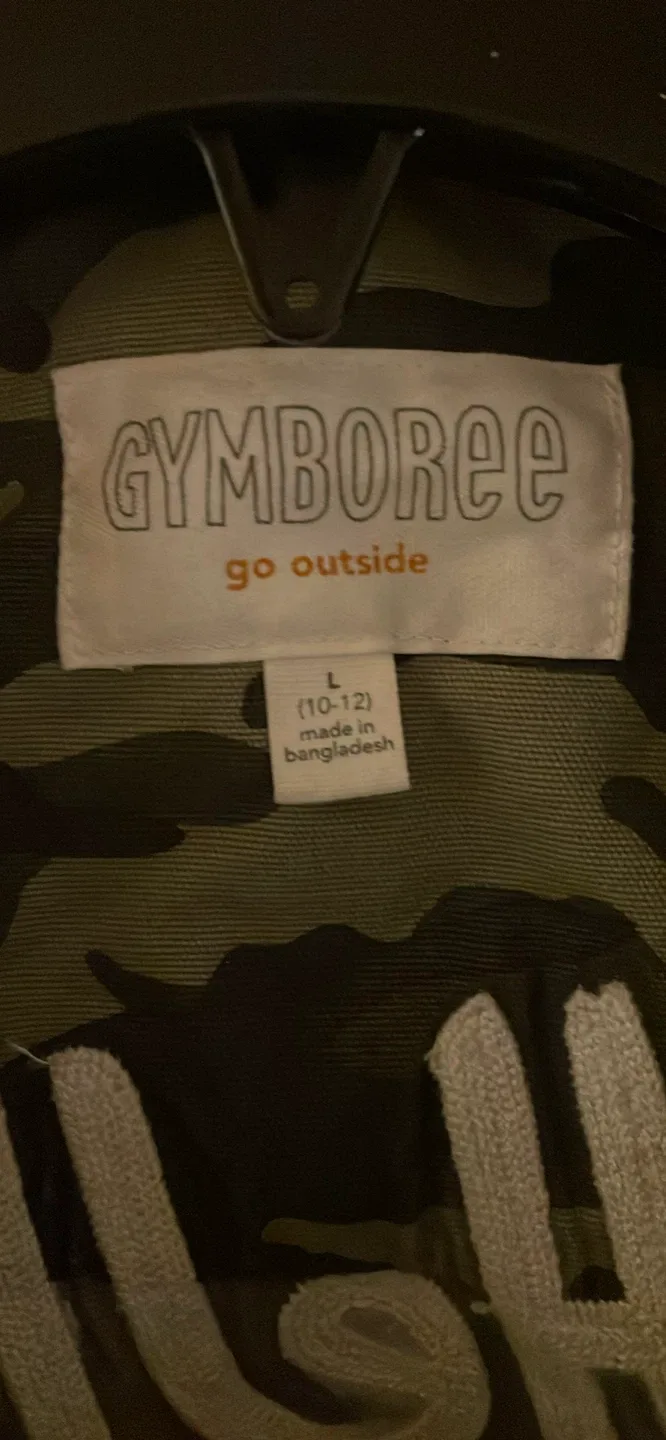 GYMBOREE
go outside
L
(10-12)
made in
bangladesh